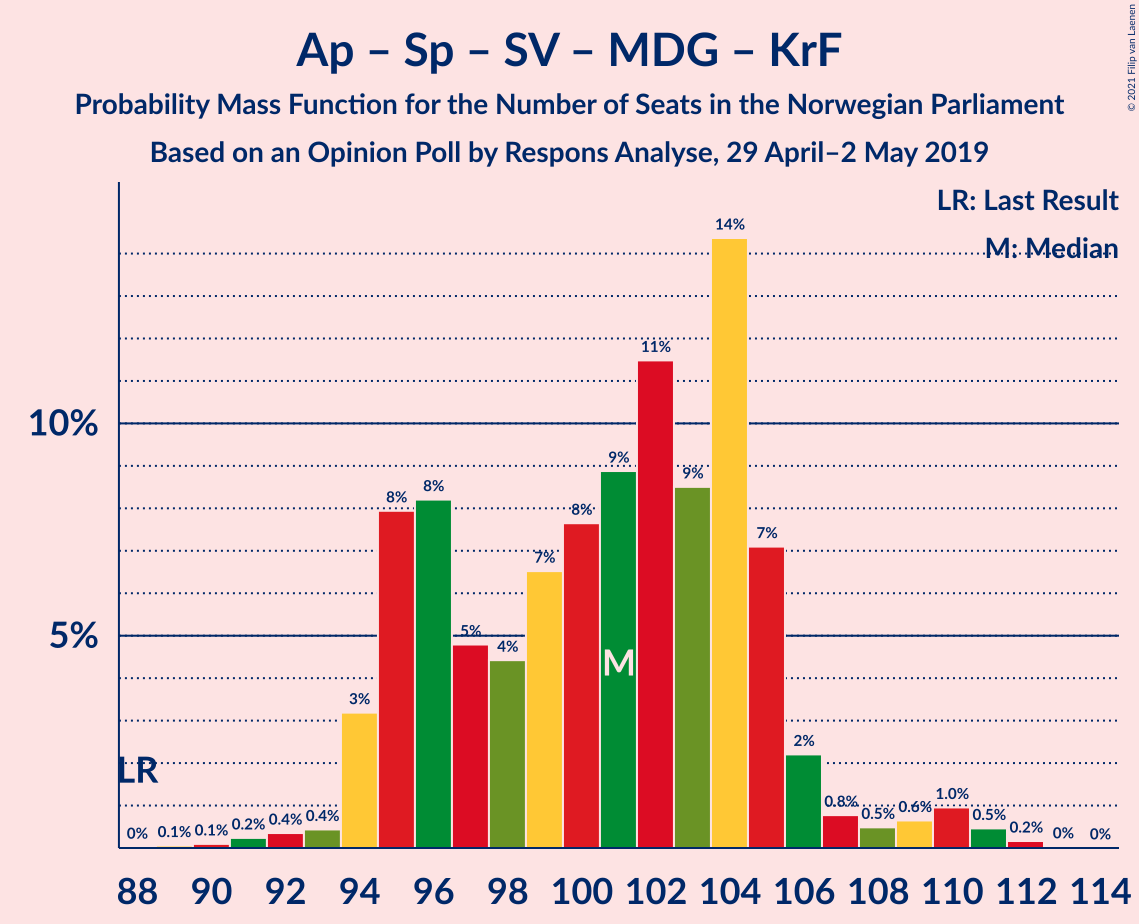 © 2021 Filip van Laenen
Ap – Sp – SV – MDG – KrF
Probability Mass Function for the Number of Seats in the Norwegian Parliament
Based on an Opinion Poll by Respons Analyse, 29 April–2 May 2019
LR: Last Result
M: Median
10%
5%
LR
M
0% 0.1% 0.1% 0.2% 0.4% 0.4% 3% 8% 8% 5% 4% 7% 8% 9% 11% 9% 14% 7% 2% 0.8% 0.5% 0.6% 1.0% 0.5% 0.2% 0% 0%
88 90 92 94 96 98 100 102 104 106 108 110 112 114